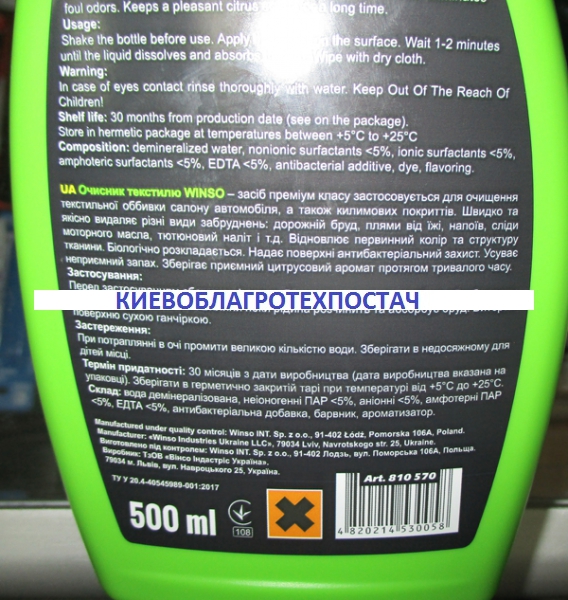 foul odors. Keeps a pleasant citrus long time.
Usage:
Shake the bottle before use. Apply the surface. Wait 1-2 minutes
until the liquid dissolves and absorbs Wipe with dry cloth.
Warning:
In case of eyes contact rinse thoroughly with water. Keep Out Of The Reach Of
Children!
Shelf life: 30 months from production date (see on the package).
Store in hermetic package at temperatures between +5°C to +25°C
Composition: demineralized water, nonionic surfactants <5%, ionic surfactants <5%,
amphoteric surfactants <5%, EDTA <5%, antibacterial additive, dye, flavoring.
UA Очисник текстилю WINSO – засіб преміум класу застосовується для очищення
текстильної оббивки салону автомобіля, а також килимових покриттів. Швидко та
якісно видаляє різні види забруднень: дорожній бруд, плями від їжі, напоїв, сліди
моторного масла, тютюновий наліт і т.д. Відновлює первинний колір та структуру
тканини. Біологічно розкладається. Надає поверхні антибактеріальний захист. Усуває
неприємний запах. Зберігає приємний цитрусовий аромат протягом тривалого часу.
Застосування:
Перед
КИЕВОБЛАГРОТЕХПОСТАЧ
поверхню сухою ганчіркою.
Застереження:
При потраплянні в очі промити великою кількістю води. Зберігати в недосяжному для
дітей місці.
Термін придатності: 30 місяців з дати виробництва (дата виробництва вказана на
упаковці). Зберігати в герметично закритій тарі при температурі від +5°С до +25°С.
Склад: вода демінералізована, неіоногенні ПАР <5%, аніонні <5%, амфотерні ПАР
<5%, ЕДТА <5%, антибактеріальна добавка, барвник, ароматизатор.
Manufactured under quality control: Winso INT. Sp. z o.o., 91-402 Łódź, Pomorska 106A, Poland.
Manufacturer: «Winso Industries Ukraine LLC», 79034 Lviv, Navrotskogo str. 25, Ukraine.
Виготовлено під контролем: Winso INT. Sp. z o.o., 91-402 Лодзь, вул. Поморська 106А, Польща.
Виробник: ТзОВ «Вінсо Індастріс Україна»,
79034 м. Львів, вул. Навроцького 25, Україна.
ТУ У 20.4-40545989-001:2017
Art. 810 570
500 ml
108
4 820214 530058